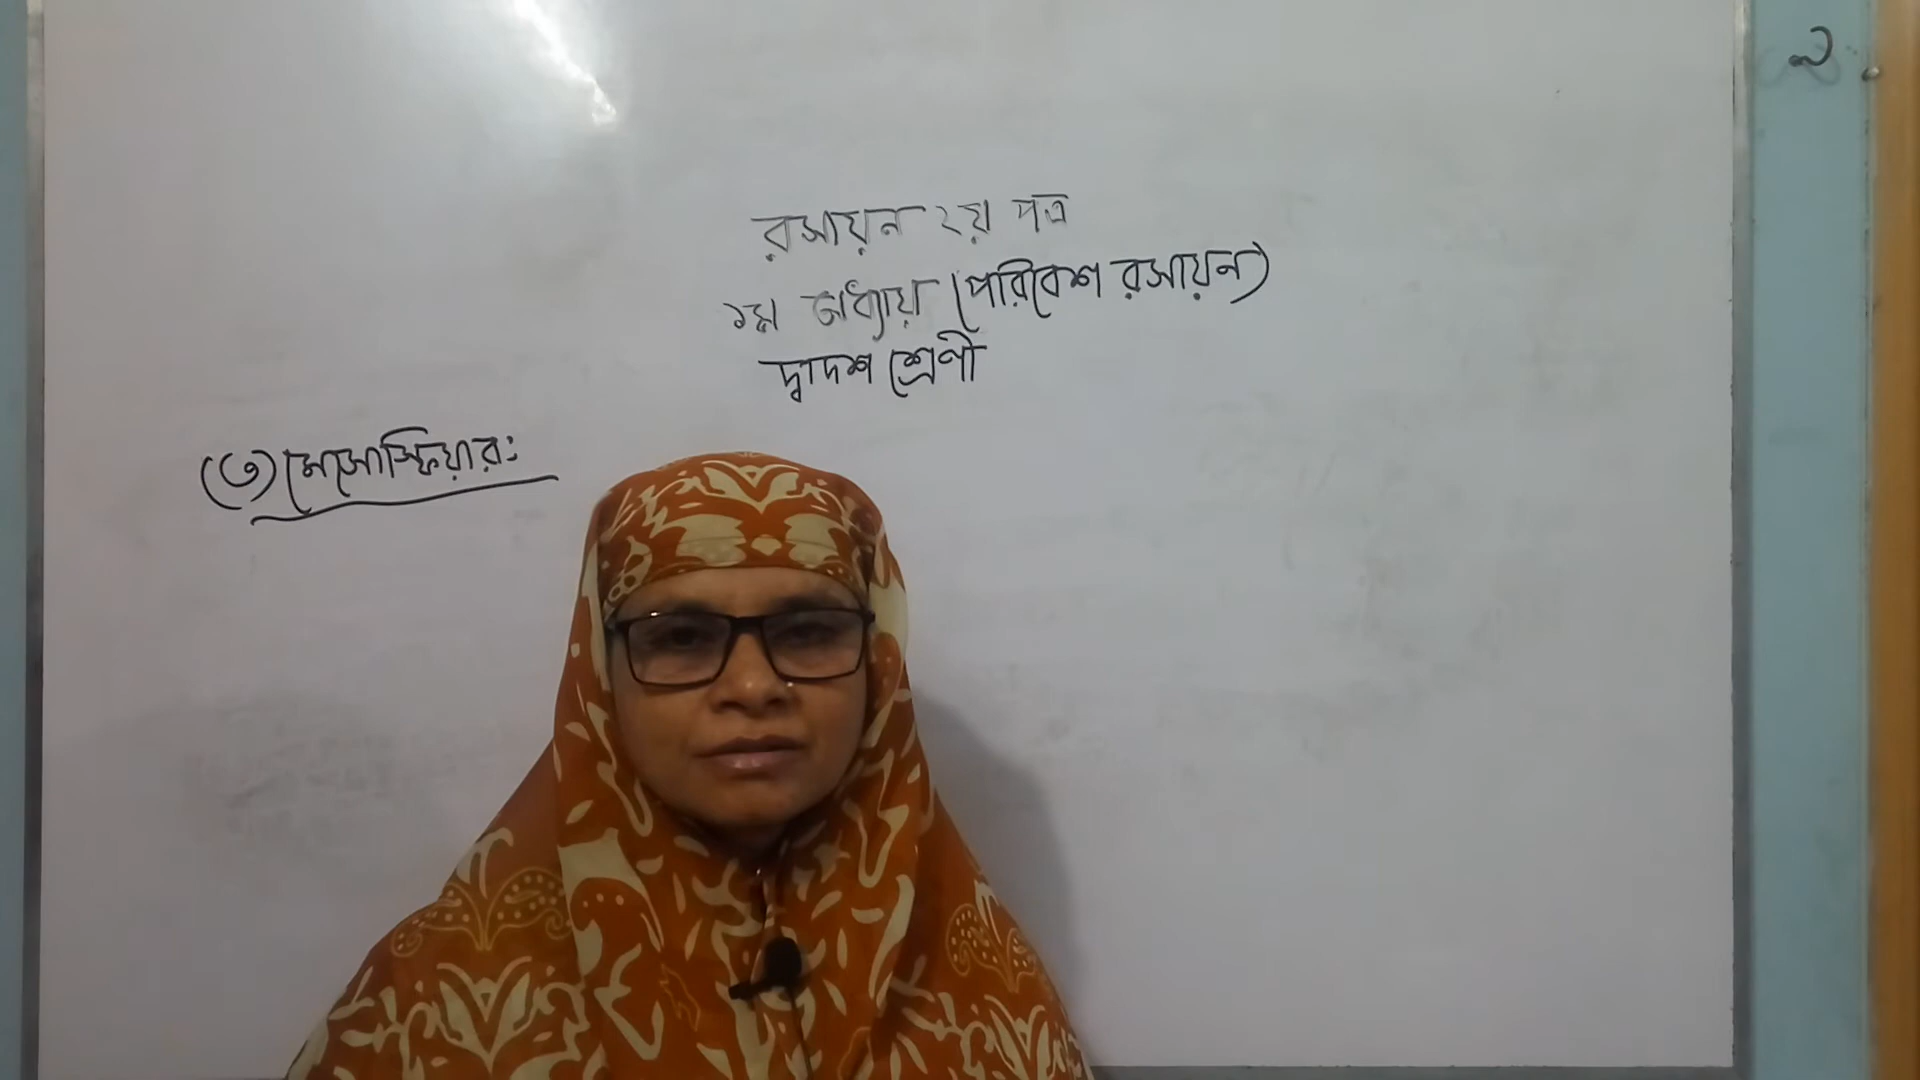 রসায়ন ২য় পত্র
১ম অধ্যায় (পরিবেশ রসায়ন)
দ্বাদশ শ্রেণী
(৩) মেসোস্ফিয়ার: